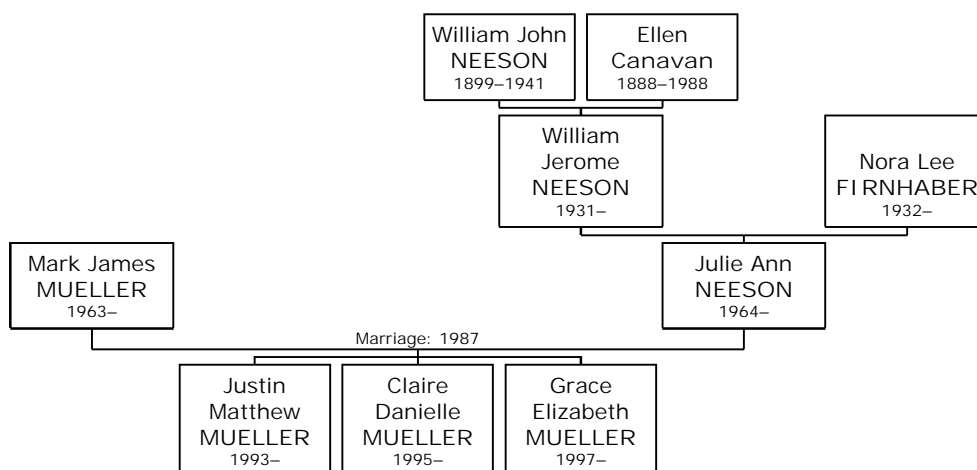 William John
NEESON
1899–1941
Ellen
Canavan
1888–1988
William
Jerome
NEESON
1931–
Nora Lee
FIRNHABER
1932–
Mark James
MUELLER
1963–
Julie Ann
NEESON
1964–
Marriage: 1987
Justin
Matthew
MUELLER
1993–
Claire
Danielle
MUELLER
1995–
Grace
Elizabeth
MUELLER
1997–